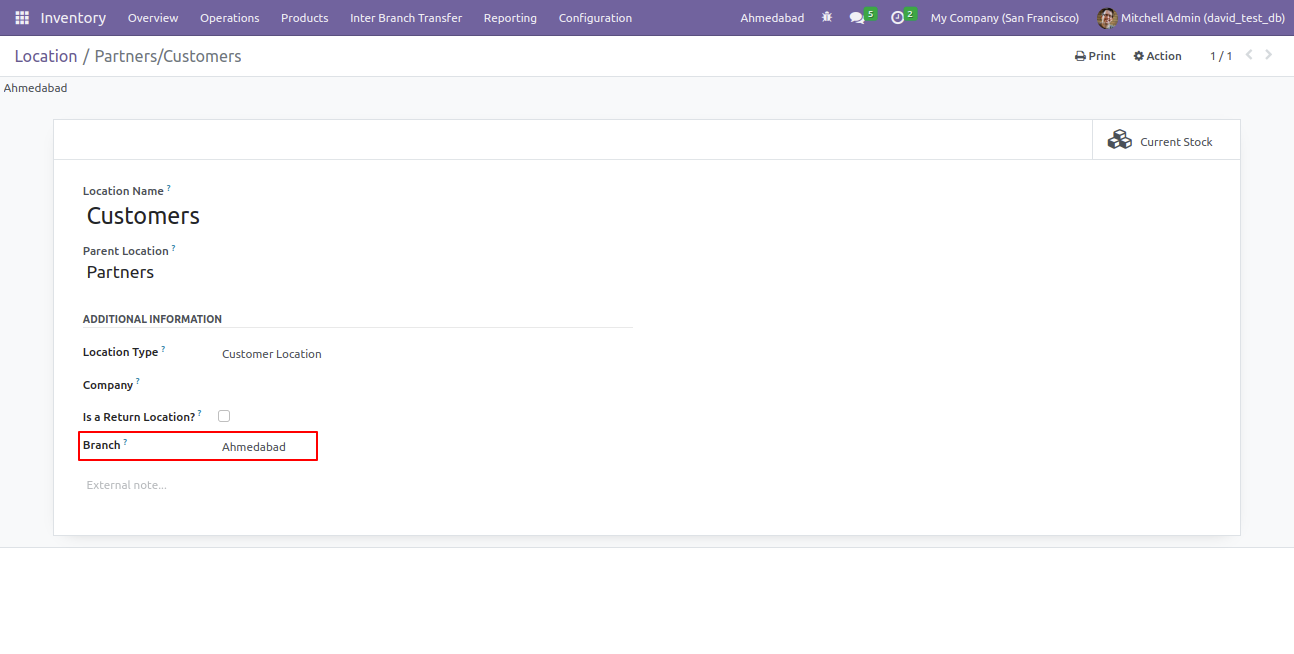 Inventory Overview Operations Products Inter Branch Transfer Reporting Configuration Ahmedabad 5 2 My Company (San Francisco) Mitchell Admin (david_test_db)
Location / Partners/Customers Print Action 1 / 1
Ahmedabad
Current Stock
Location Name ?
Customers
Parent Location ?
Partners
ADDITIONAL INFORMATION
Location Type ? Customer Location
Company ?
Is a Return Location? ?
Branch ? Ahmedabad
External note...